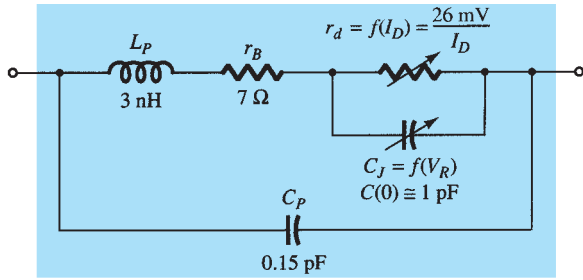 L_P
3 nH
r_B
7 Ω
r_d = f(I_D) = 26 mV / I_D
C_J = f(V_R)
C(0) ≅ 1 pF
C_P
0.15 pF